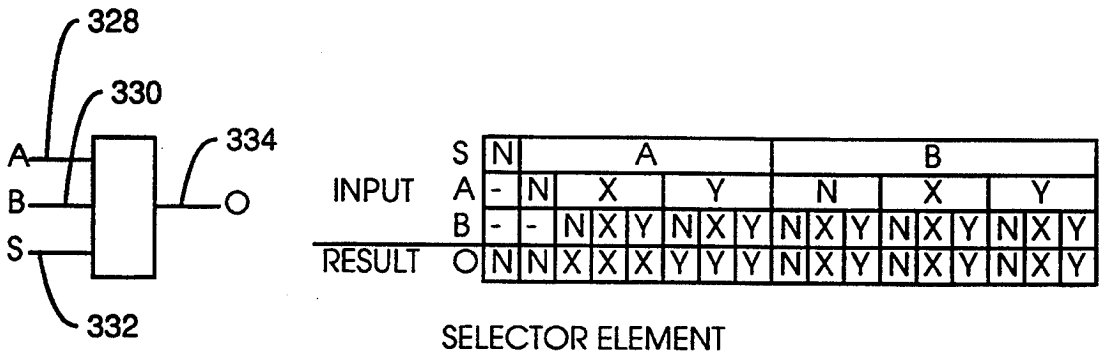 328
330
334
A
B
S
O
332
S N A B
INPUT A - N X Y N X Y
B - - N X Y N X Y N X Y N X Y N X Y
RESULT O N N X X X Y Y Y N X Y N X Y N X Y
SELECTOR ELEMENT